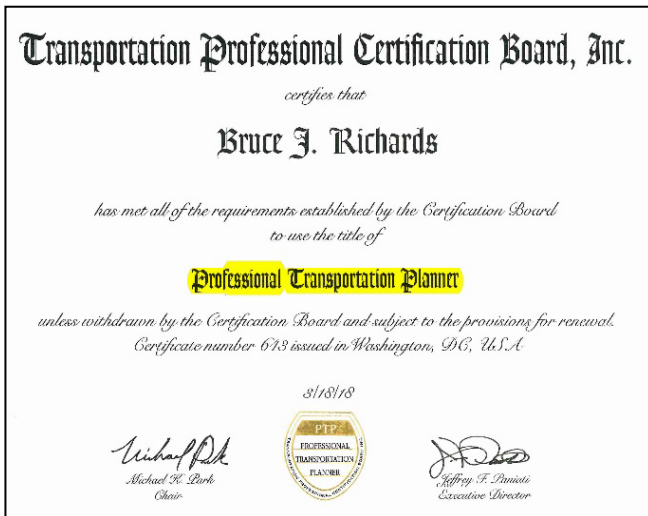 Transportation Professional Certification Board, Inc.
certifies that
Bruce J. Richards
has met all of the requirements established by the Certification Board
to use the title of
Professional Transportation Planner
unless withdrawn by the Certification Board and subject to the provisions for renewal.
Certificate number 613 issued in Washington, DC, U.S.A
3/18/18
PTP
PROFESSIONAL
TRANSPORTATION
PLANNER
Michael K. Park
Chair
Jeffrey F. Paniati
Executive Director